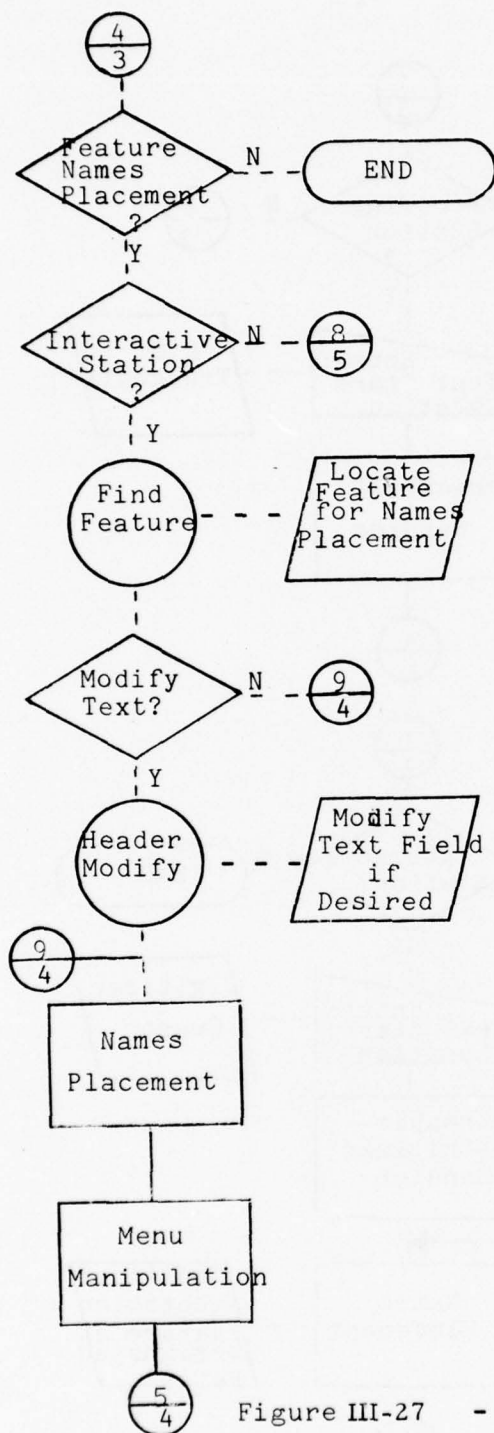 4
3
Feature
Names
Placement
?
N
END
Y
Interactive
Station
?
N
8
5
Y
Find
Feature
Locate
Feature
for Names
Placement
Modify
Text?
N
9
4
Y
Header
Modify
Modify
Text Field
if
Desired
9
4
Names
Placement
Menu
Manipulation
5
4
Figure III-27 -